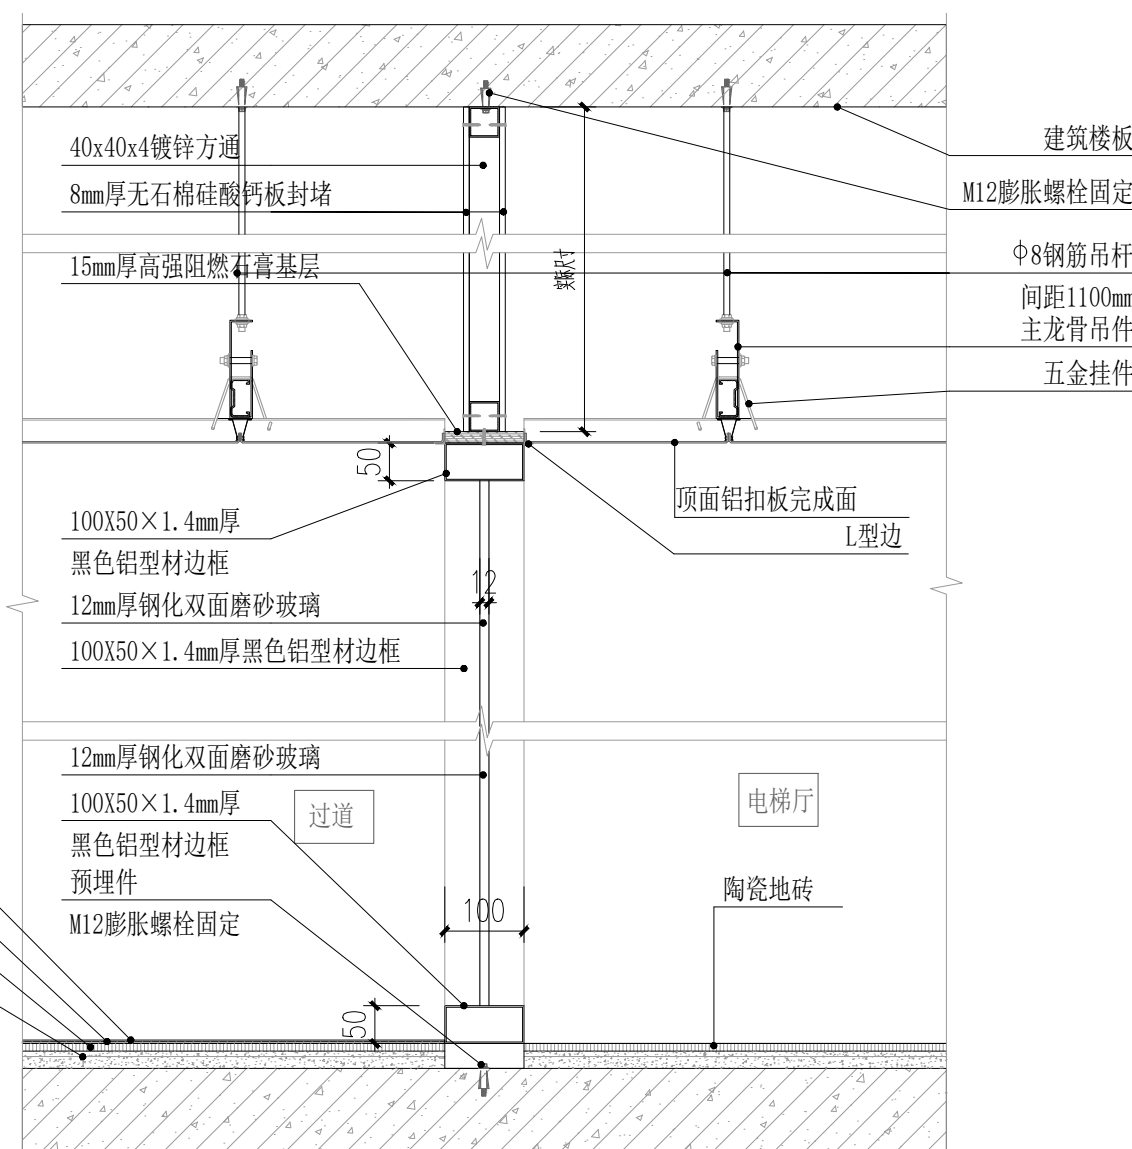 建筑楼板
40x40x4镀锌方通
8mm厚无石棉硅酸钙板封堵
M12膨胀螺栓固定
15mm厚高强阻燃石膏基层
实际尺寸
φ8钢筋吊杆
间距1100mm
主龙骨吊件
五金挂件
50
顶面铝扣板完成面
L型边
100X50×1.4mm厚
黑色铝型材边框
12
12mm厚钢化双面磨砂玻璃
100X50×1.4mm厚黑色铝型材边框
12mm厚钢化双面磨砂玻璃
100X50×1.4mm厚
黑色铝型材边框
预埋件
M12膨胀螺栓固定
过道
电梯厅
陶瓷地砖
100
50